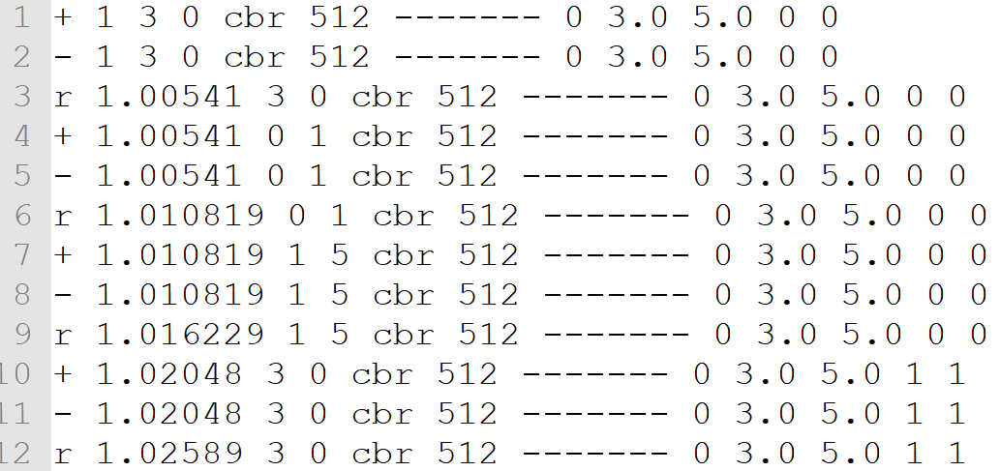 1 + 1 3 0 cbr 512 ------- 0 3.0 5.0 0 0
2 - 1 3 0 cbr 512 ------- 0 3.0 5.0 0 0
3 r 1.00541 3 0 cbr 512 ------- 0 3.0 5.0 0 0
4 + 1.00541 0 1 cbr 512 ------- 0 3.0 5.0 0 0
5 - 1.00541 0 1 cbr 512 ------- 0 3.0 5.0 0 0
6 r 1.010819 0 1 cbr 512 ------- 0 3.0 5.0 0 0
7 + 1.010819 1 5 cbr 512 ------- 0 3.0 5.0 0 0
8 - 1.010819 1 5 cbr 512 ------- 0 3.0 5.0 0 0
9 r 1.016229 1 5 cbr 512 ------- 0 3.0 5.0 0 0
10 + 1.02048 3 0 cbr 512 ------- 0 3.0 5.0 1 1
11 - 1.02048 3 0 cbr 512 ------- 0 3.0 5.0 1 1
12 r 1.02589 3 0 cbr 512 ------- 0 3.0 5.0 1 1